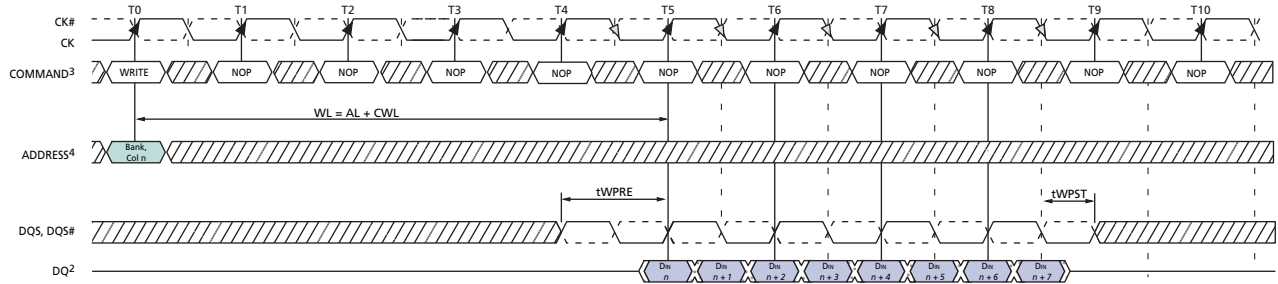 T0 T1 T2 T3 T4 T5 T6 T7 T8 T9 T10
CK#
CK
COMMAND3 WRITE NOP NOP NOP NOP NOP NOP NOP NOP NOP NOP
WL = AL + CWL
ADDRESS4 Bank,
Col n
tWPRE tWPST
DQS, DQS#
DQ2 DIN DIN DIN DIN DIN DIN DIN DIN
n n + 1 n + 2 n + 3 n + 4 n + 5 n + 6 n + 7